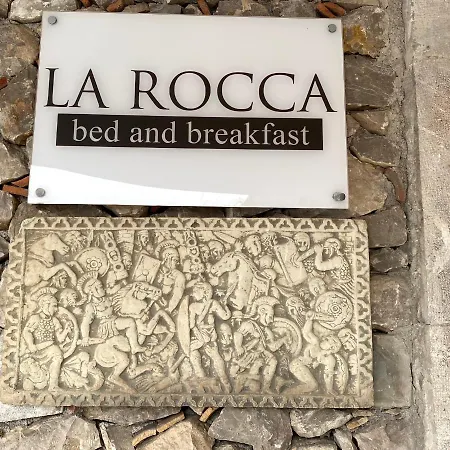 LA ROCCA
bed and breakfast